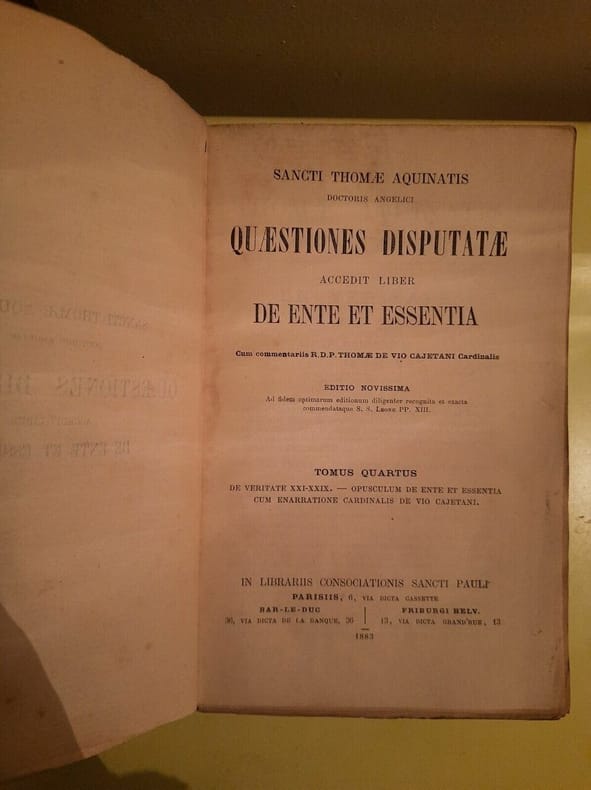 SANCTI THOMÆ AQUINATIS
DOCTORIS ANGELICI
QUÆSTIONES DISPUTATÆ
ACCEDIT LIBER
DE ENTE ET ESSENTIA
Cum commentariis R.D.P. THOMÆ DE VIO CAJETANI Cardinalis
EDITIO NOVISSIMA
Ad fidem optimarum editionum diligenter recognita et exacta
commendataque S. S. LEONE PP. XIII.
TOMUS QUARTUS
DE VERITATE XXI-XXIX. — OPUSCULUM DE ENTE ET ESSENTIA
CUM ENARRATIONE CARDINALIS DE VIO CAJETANI.
IN LIBRARIIS CONSOCIATIONIS SANCTI PAULI
PARISIIS, 6, VIA DICTA CASSETTE
BAR-LE-DUC
36, VIA DICTA DE LA BANQUE, 36
FRIBURGI HELV.
13, VIA DICTA GRAND'RUE, 13
1883